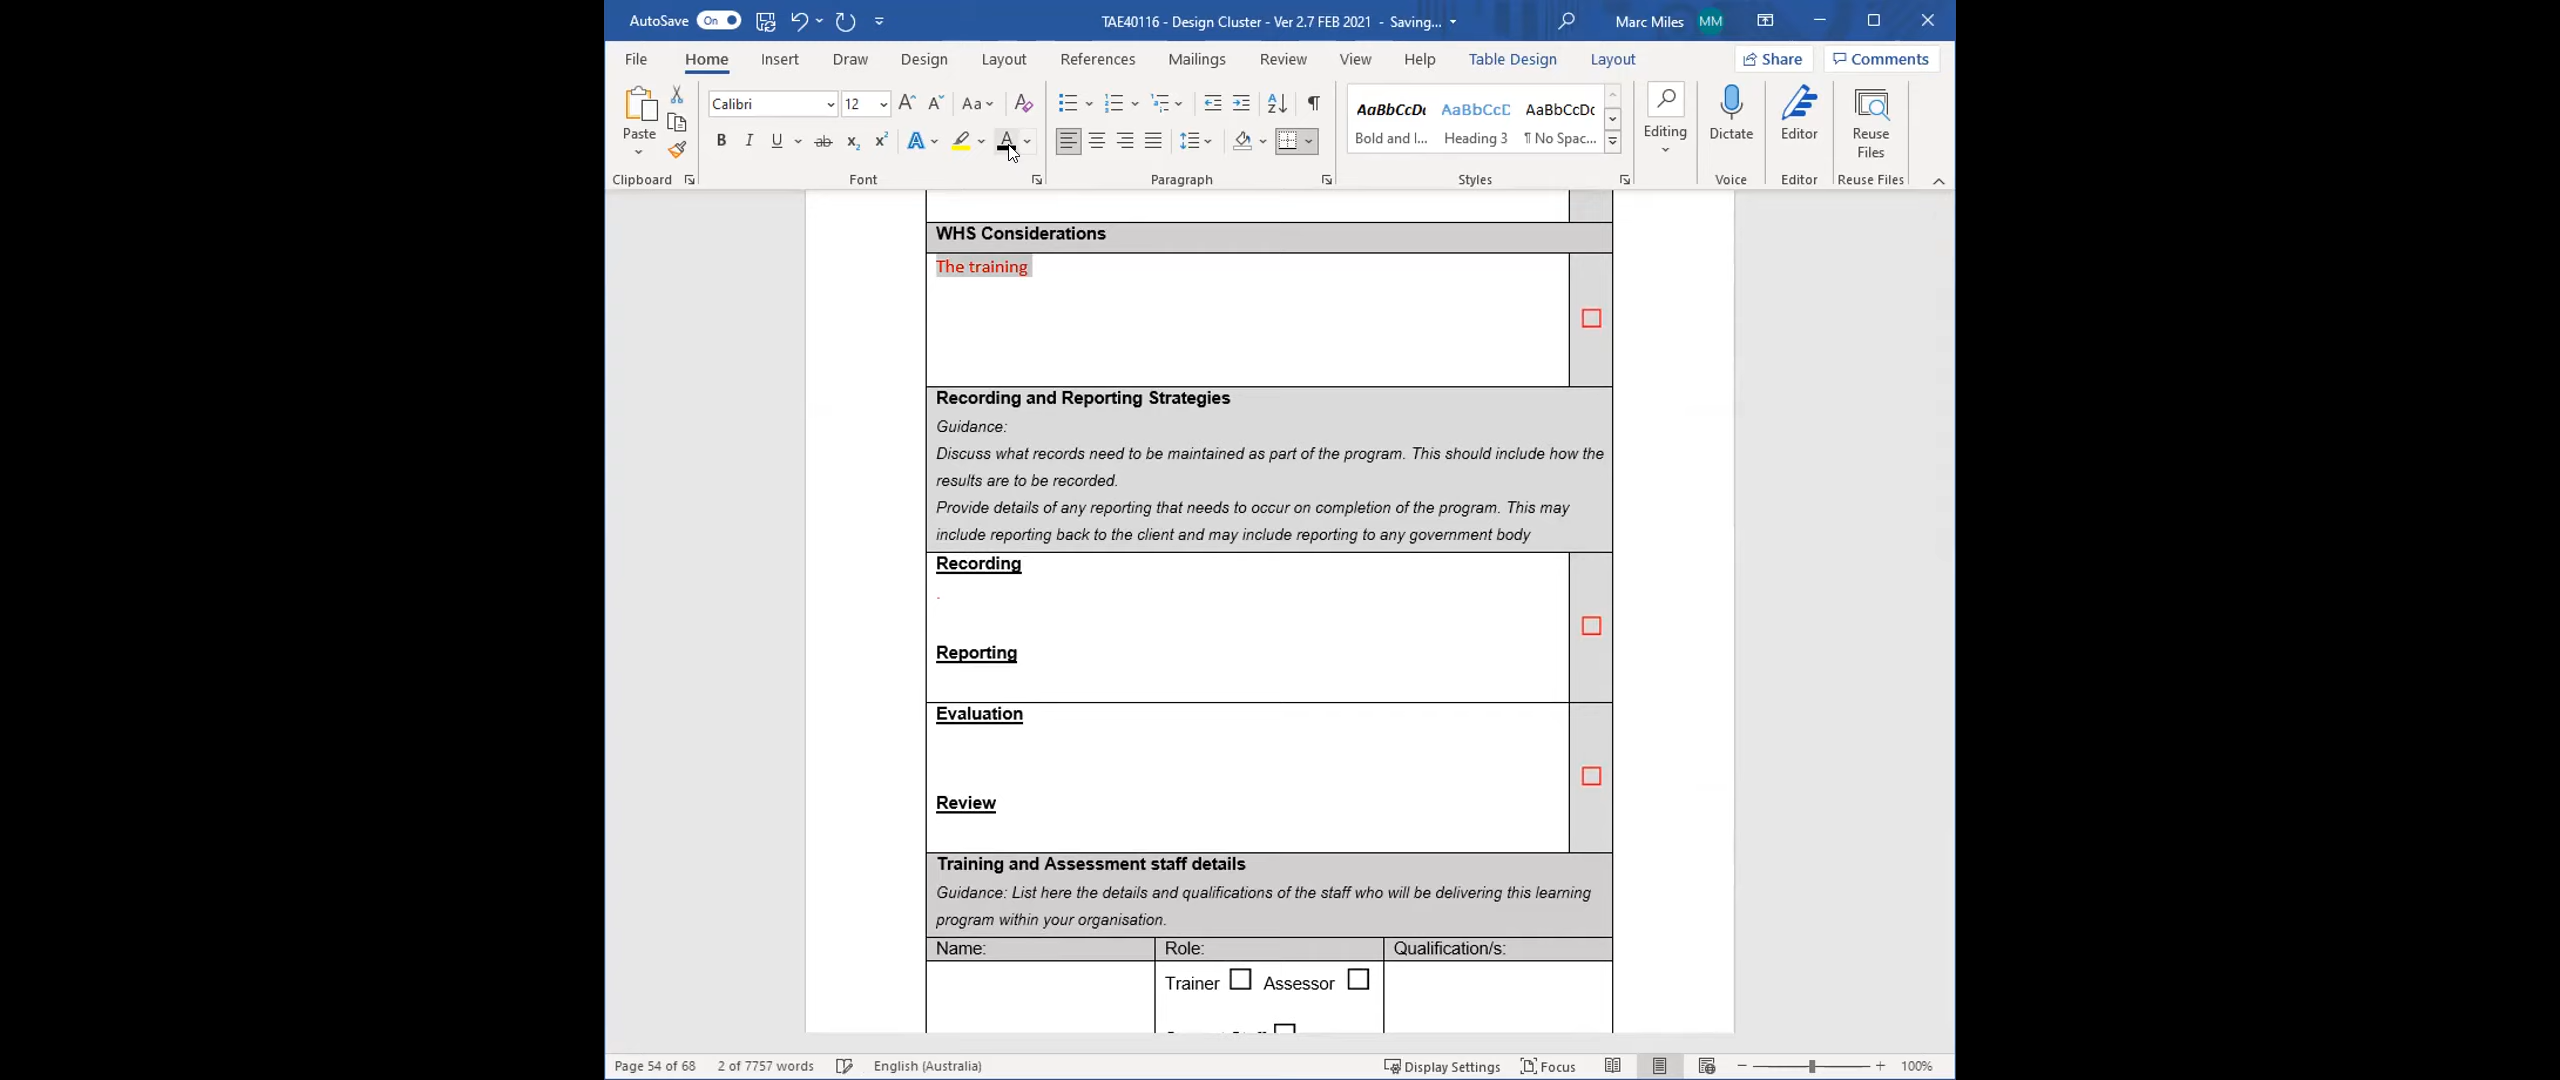 AutoSave On TAE40116 - Design Cluster - Ver 2.7 FEB 2021 - Saving... Marc Miles MM
File Home Insert Draw Design Layout References Mailings Review View Help Table Design Layout Share Comments
Paste Calibri 12 Aa AaBbCcDc AaBbCcD AaBbCcDc Editing Dictate Editor Reuse Files
B I U ab x₂ x² A A Bold and I... Heading 3 ¶ No Spac...
Clipboard Font Paragraph Styles Voice Editor Reuse Files
WHS Considerations
The training
Recording and Reporting Strategies
Guidance:
Discuss what records need to be maintained as part of the program. This should include how the
results are to be recorded.
Provide details of any reporting that needs to occur on completion of the program. This may
include reporting back to the client and may include reporting to any government body
Recording
.
Reporting
Evaluation
Review
Training and Assessment staff details
Guidance: List here the details and qualifications of the staff who will be delivering this learning
program within your organisation.
Name: Role: Qualification/s:
Trainer Assessor
Page 54 of 68 2 of 7757 words English (Australia) Display Settings Focus 100%